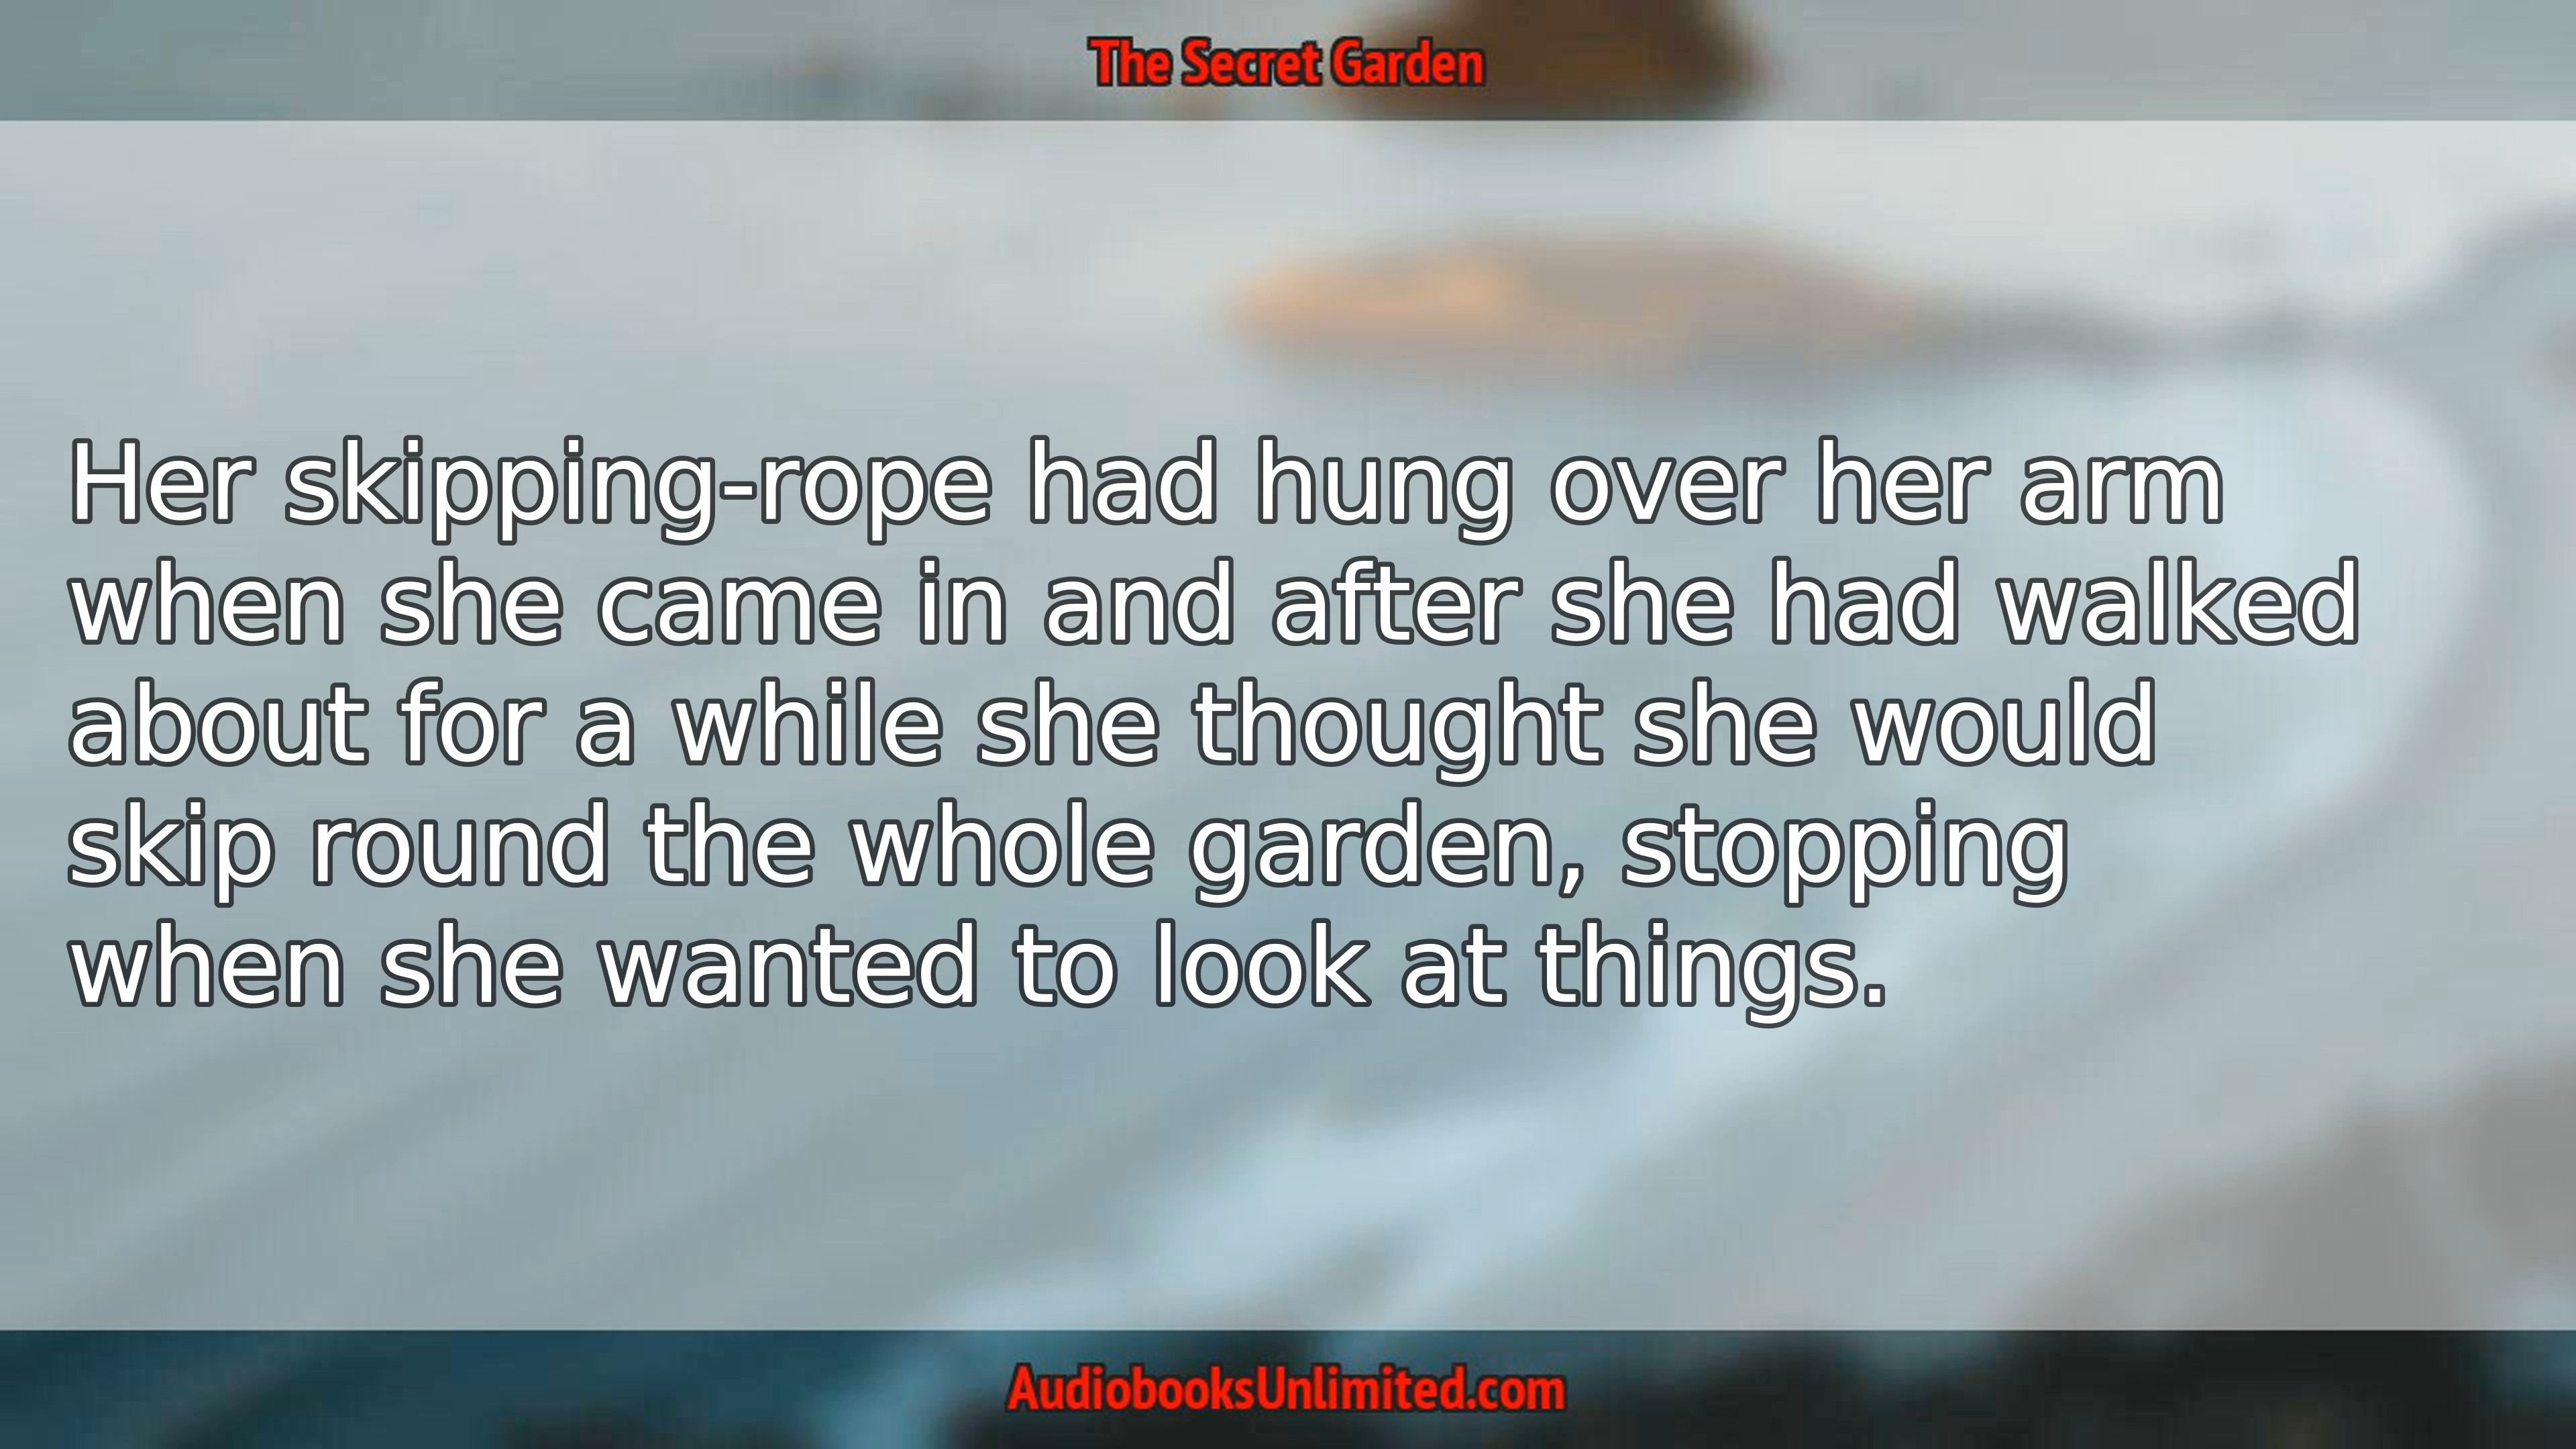 The Secret Garden
Her skipping-rope had hung over her arm
when she came in and after she had walked
about for a while she thought she would
skip round the whole garden, stopping
when she wanted to look at things.
AudiobooksUnlimited.com